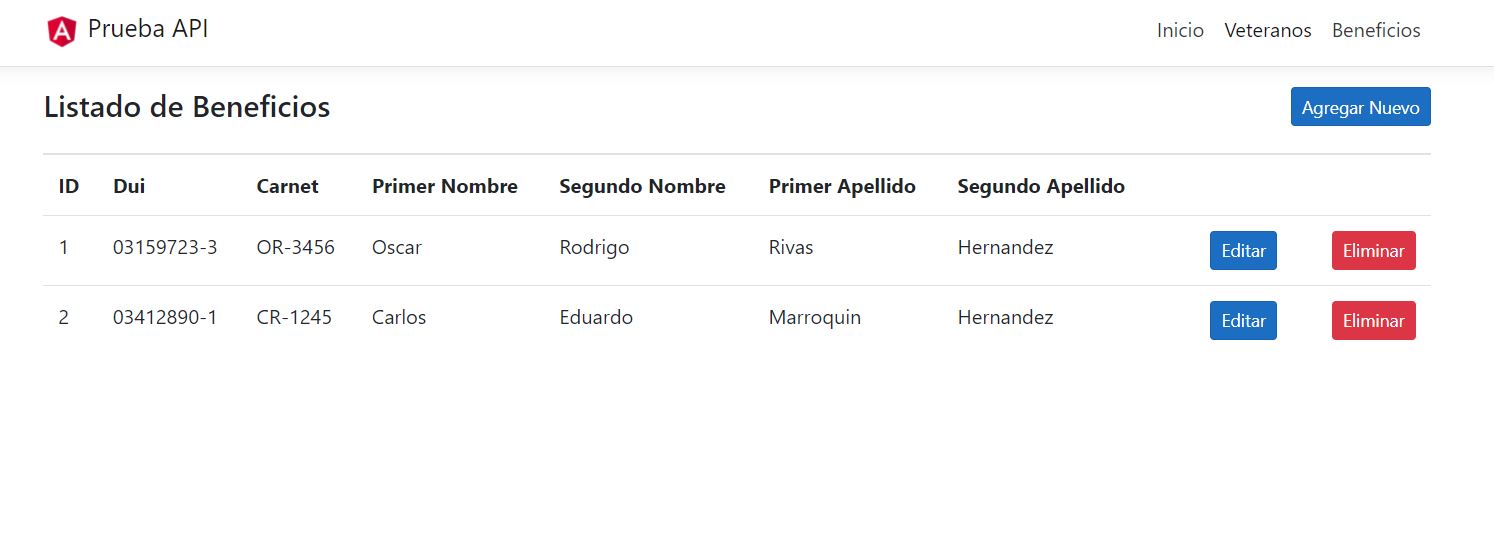 Prueba API
Inicio Veteranos Beneficios
Listado de Beneficios
Agregar Nuevo
ID Dui Carnet Primer Nombre Segundo Nombre Primer Apellido Segundo Apellido
1 03159723-3 OR-3456 Oscar Rodrigo Rivas Hernandez Editar Eliminar
2 03412890-1 CR-1245 Carlos Eduardo Marroquin Hernandez Editar Eliminar